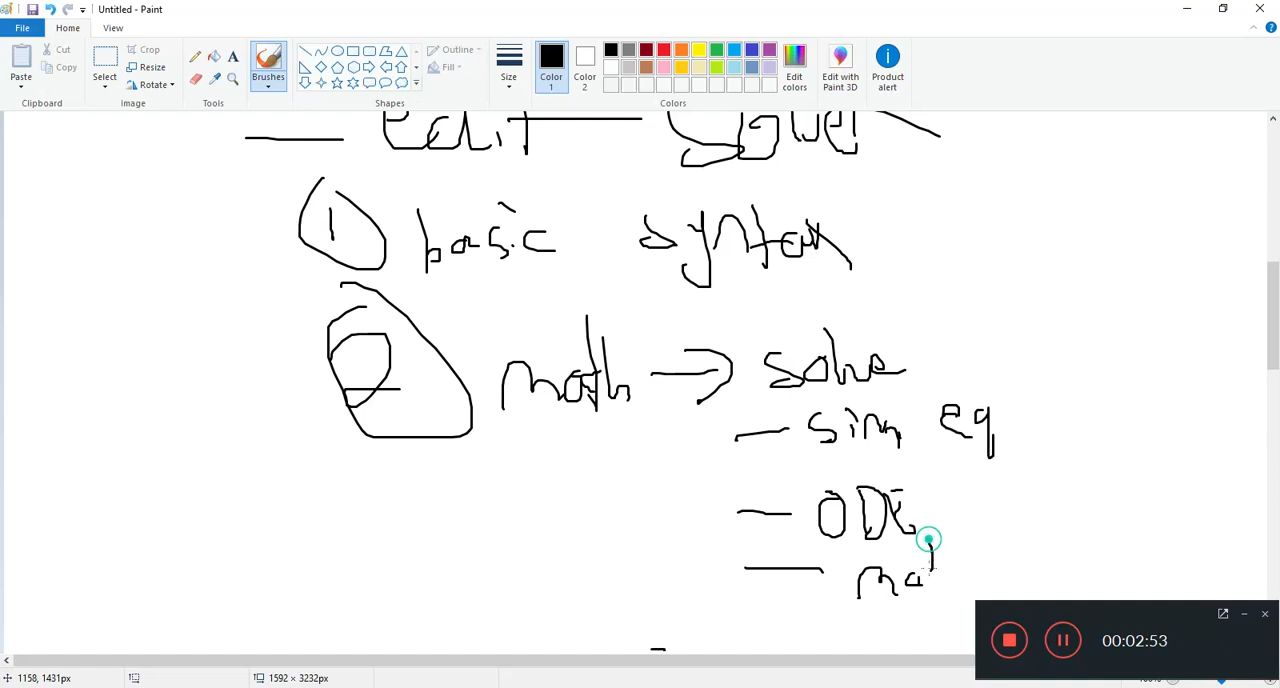 Untitled - Paint
File Home View
Paste Cut Copy Select Crop Resize Rotate Brushes Outline Fill Size Color 1 Color 2 Edit colors Edit with Paint 3D Product alert
Clipboard Image Tools Shapes Colors
edit
1 basic syntax
2 math → solve
— sim eq
— ODE
— mat
00:02:53
1158, 1431px 1592 × 3232px